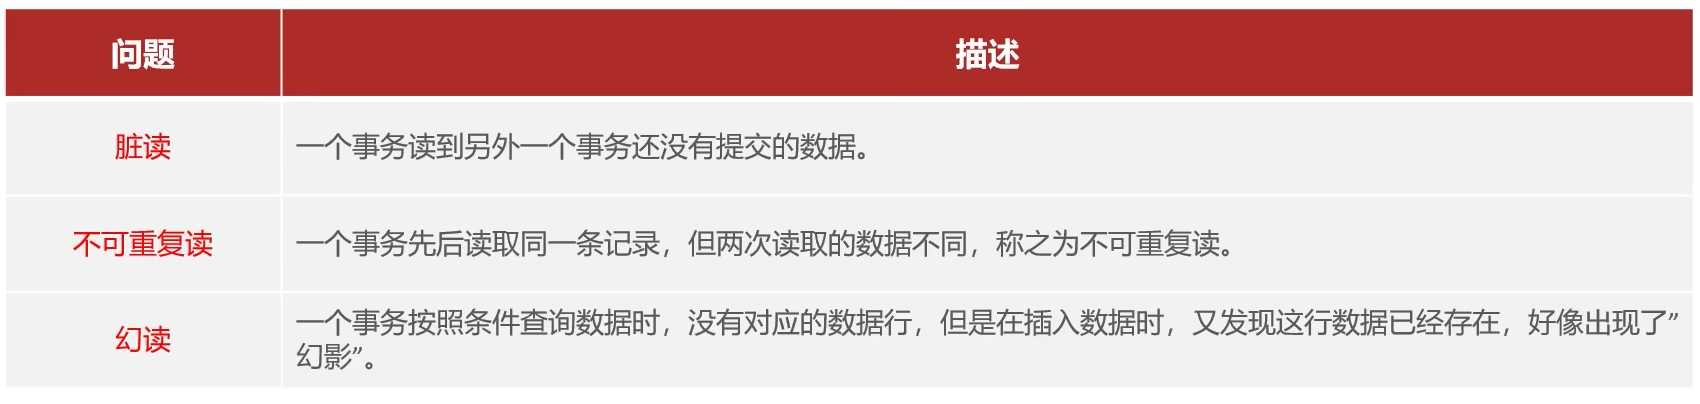 问题
描述
脏读
一个事务读到另外一个事务还没有提交的数据。
不可重复读
一个事务先后读取同一条记录，但两次读取的数据不同，称之为不可重复读。
幻读
一个事务按照条件查询数据时，没有对应的数据行，但是在插入数据时，又发现这行数据已经存在，好像出现了”
幻影”。